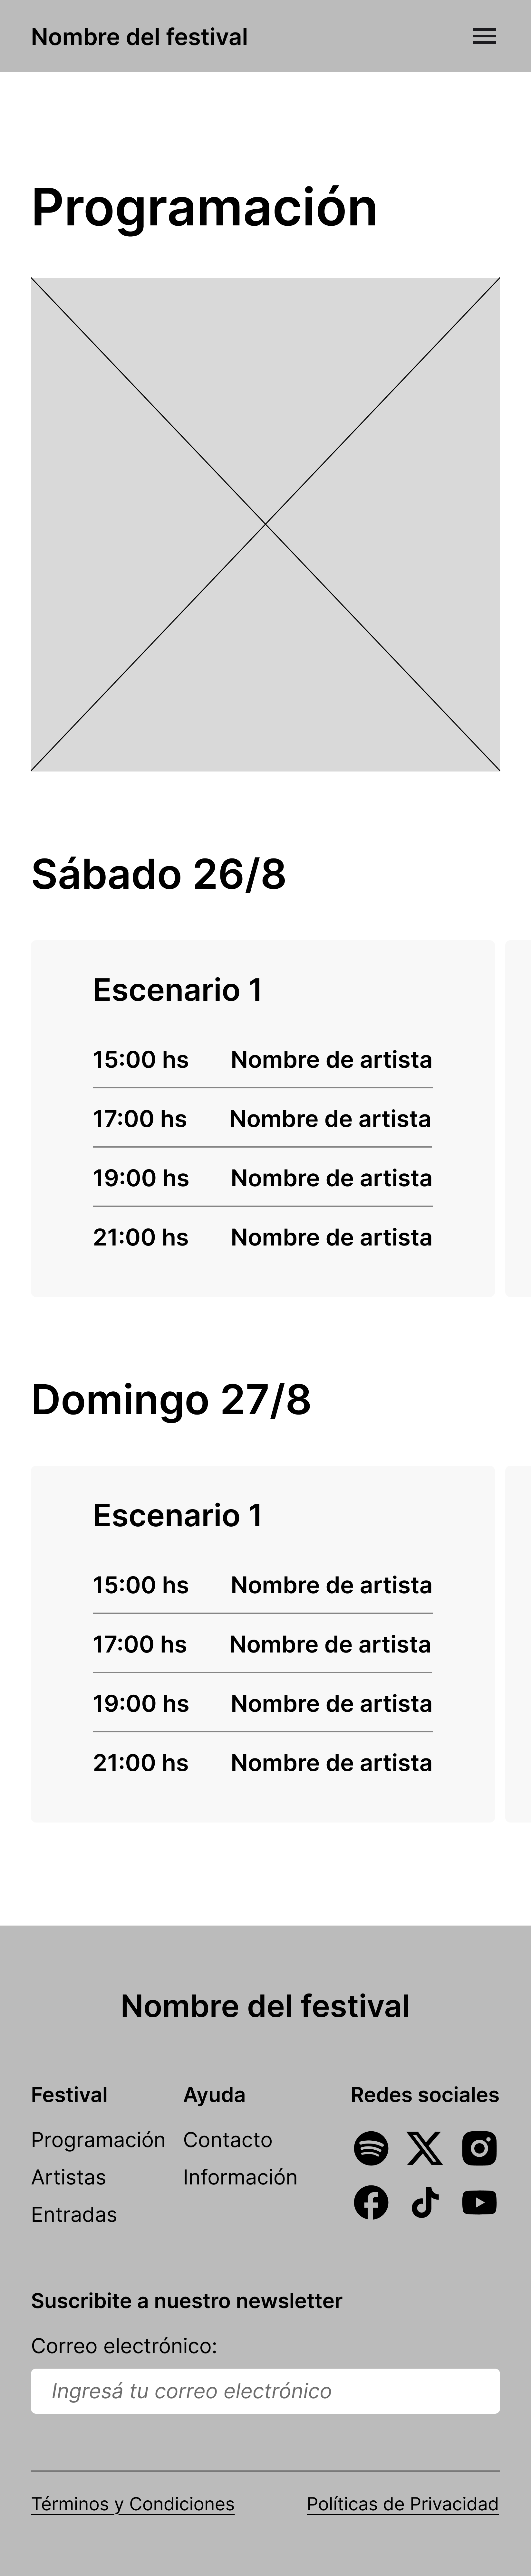 Nombre del festival
Programación
Sábado 26/8
Escenario 1
15:00 hs Nombre de artista
17:00 hs Nombre de artista
19:00 hs Nombre de artista
21:00 hs Nombre de artista
Domingo 27/8
Escenario 1
15:00 hs Nombre de artista
17:00 hs Nombre de artista
19:00 hs Nombre de artista
21:00 hs Nombre de artista
Nombre del festival
Festival Ayuda Redes sociales
Programación Contacto
Artistas Información
Entradas
Suscribite a nuestro newsletter
Correo electrónico:
Ingresá tu correo electrónico
Términos y Condiciones Políticas de Privacidad